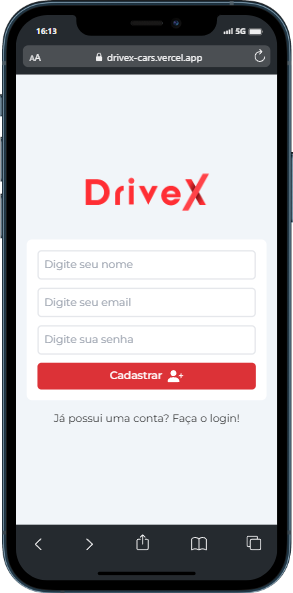 16:13
5G
AA
drivex-cars.vercel.app
DriveX
Digite seu nome
Digite seu email
Digite sua senha
Cadastrar
Já possui uma conta? Faça o login!